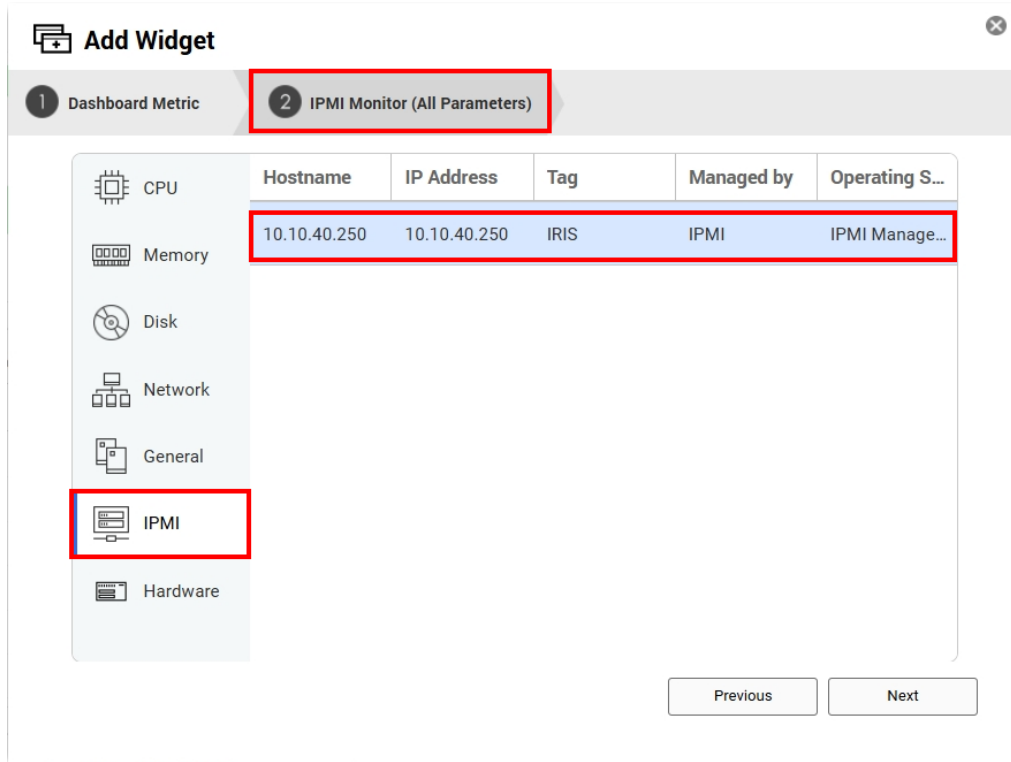 Add Widget
1 Dashboard Metric 2 IPMI Monitor (All Parameters)
CPU
Memory
Disk
Network
General
IPMI
Hardware
Hostname IP Address Tag Managed by Operating S...
10.10.40.250 10.10.40.250 IRIS IPMI IPMI Manage...
Previous Next